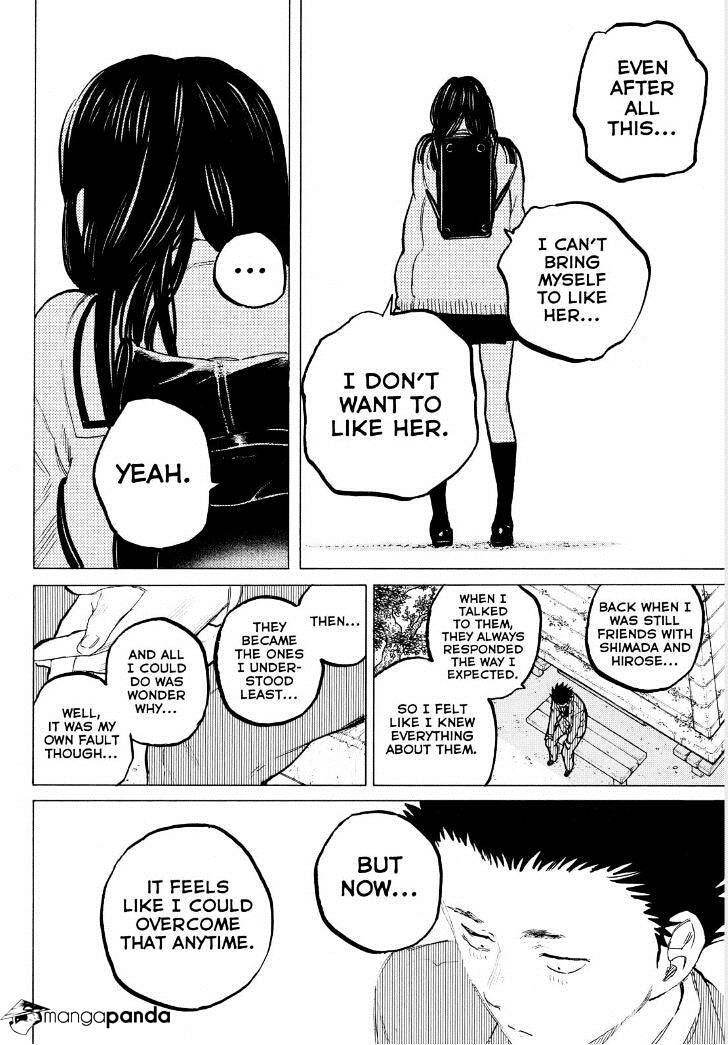 EVEN
AFTER
ALL
THIS...
I CAN'T
BRING
MYSELF
TO LIKE
HER...
I DON'T
WANT TO
LIKE HER.
...
YEAH.
BACK WHEN I
WAS STILL
FRIENDS WITH
SHIMADA AND
HIROSE...
WHEN I
TALKED
TO THEM,
THEY ALWAYS
RESPONDED
THE WAY I
EXPECTED.
SO I FELT
LIKE I KNEW
EVERYTHING
ABOUT THEM.
THEN...
THEY
BECAME
THE ONES
I UNDER-
STOOD
LEAST...
AND ALL
I COULD
DO WAS
WONDER
WHY...
WELL,
IT WAS MY
OWN FAULT
THOUGH...
BUT
NOW...
IT FEELS
LIKE I COULD
OVERCOME
THAT ANYTIME.
mangapanda